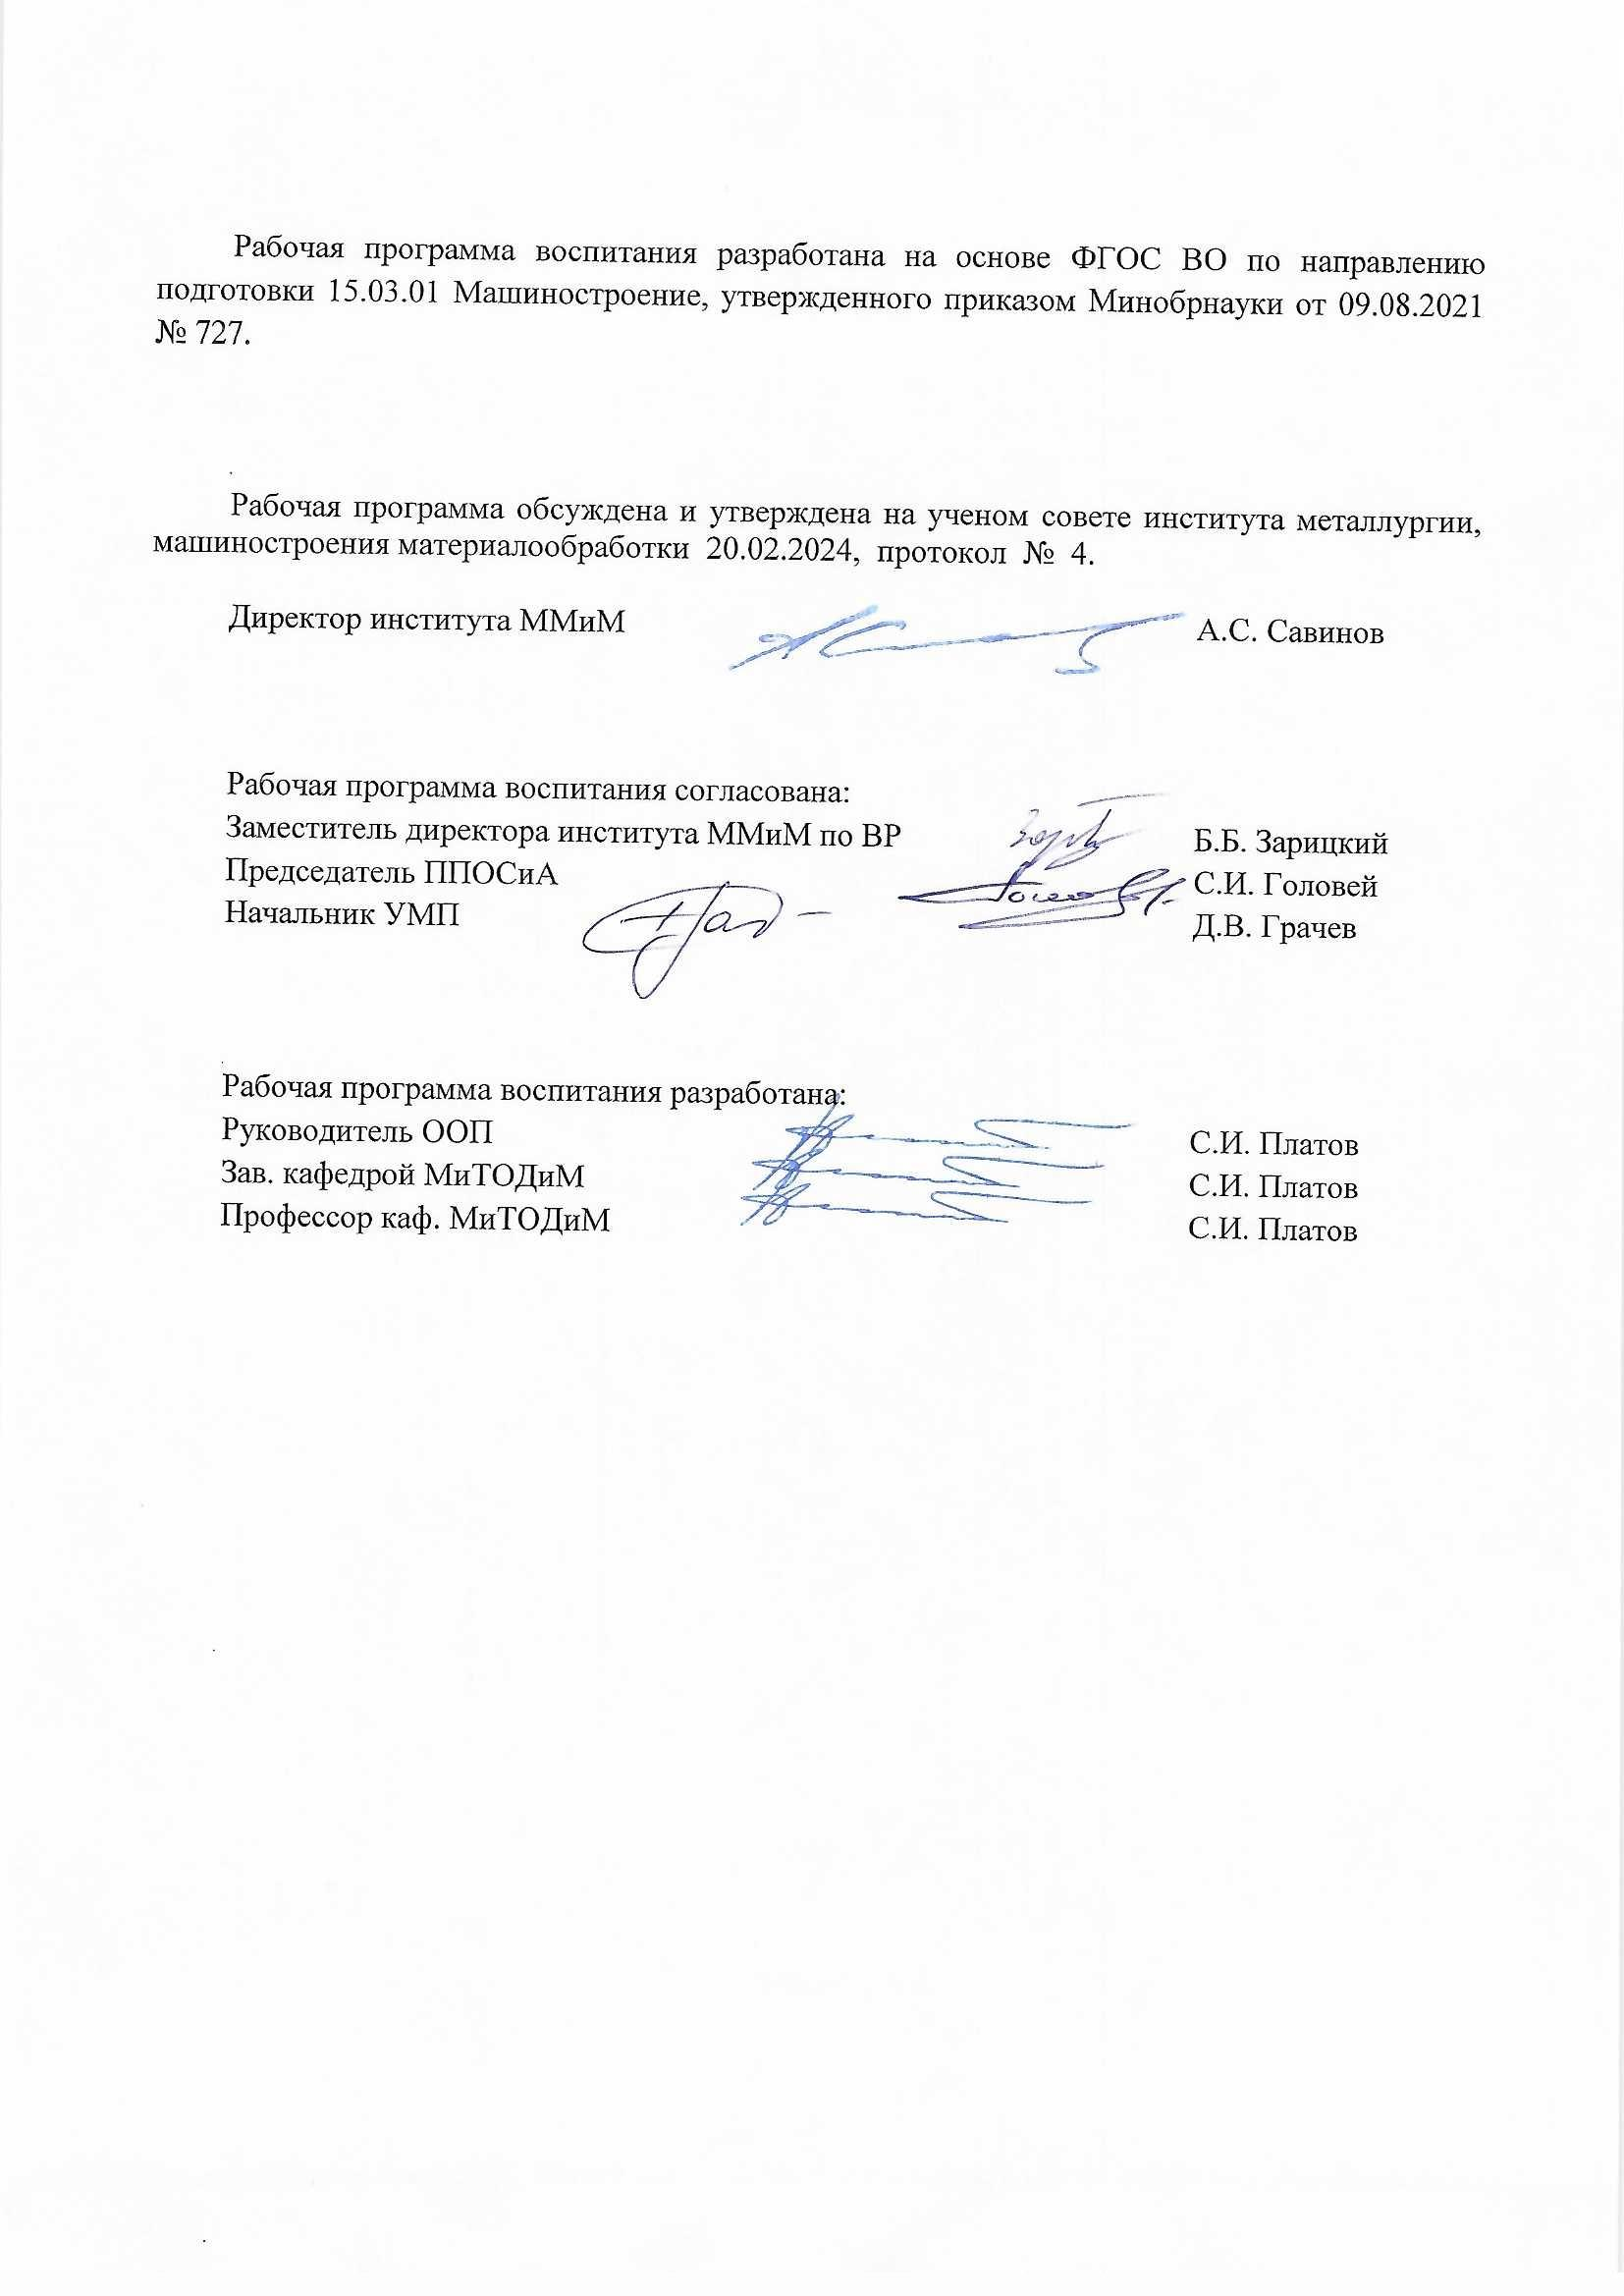 Рабочая программа воспитания разработана на основе ФГОС ВО по направлению
подготовки 15.03.01 Машиностроение, утвержденного приказом Минобрнауки от 09.08.2021
№ 727.
Рабочая программа обсуждена и утверждена на ученом совете института металлургии,
машиностроения материалообработки 20.02.2024, протокол № 4.
Директор института ММиМ А.С. Савинов
Рабочая программа воспитания согласована:
Заместитель директора института ММиМ по ВР Б.Б. Зарицкий
Председатель ППОСиА С.И. Головей
Начальник УМП Д.В. Грачев
Рабочая программа воспитания разработана:
Руководитель ООП С.И. Платов
Зав. кафедрой МиТОДиМ С.И. Платов
Профессор каф. МиТОДиМ С.И. Платов